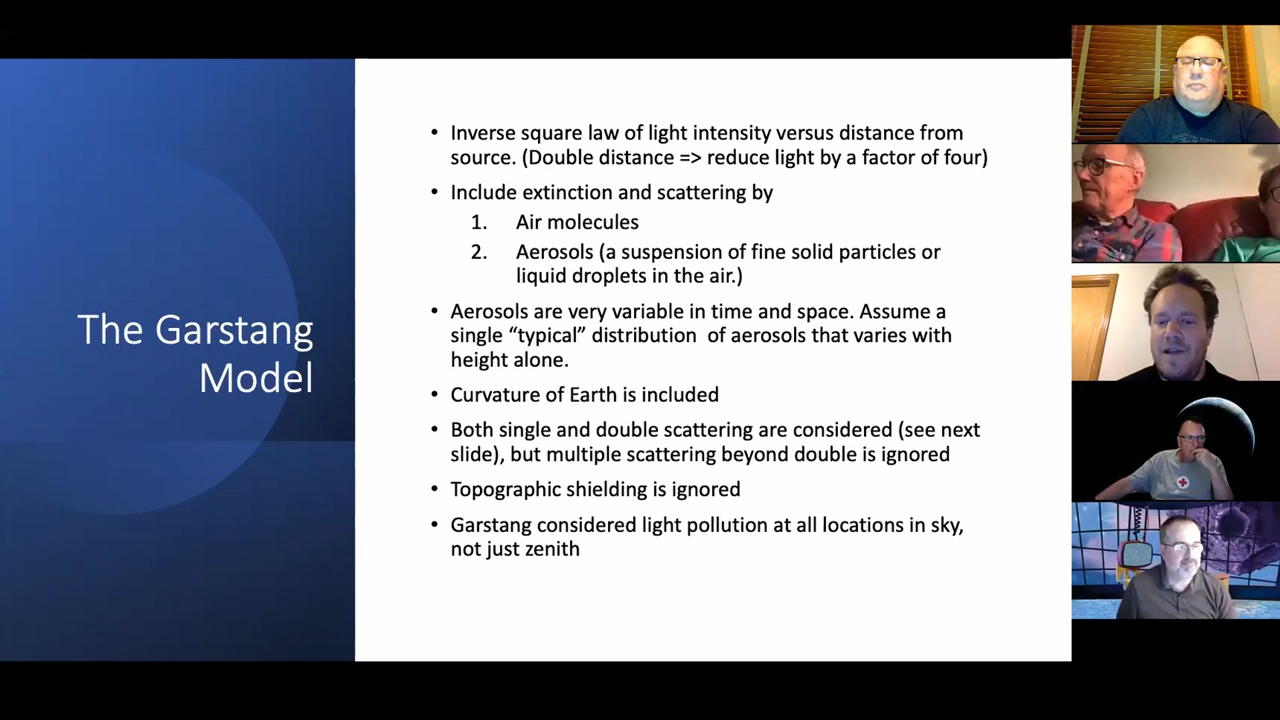 The Garstang
Model
• Inverse square law of light intensity versus distance from
source. (Double distance => reduce light by a factor of four)
• Include extinction and scattering by
1. Air molecules
2. Aerosols (a suspension of fine solid particles or
liquid droplets in the air.)
• Aerosols are very variable in time and space. Assume a
single “typical” distribution of aerosols that varies with
height alone.
• Curvature of Earth is included
• Both single and double scattering are considered (see next
slide), but multiple scattering beyond double is ignored
• Topographic shielding is ignored
• Garstang considered light pollution at all locations in sky,
not just zenith